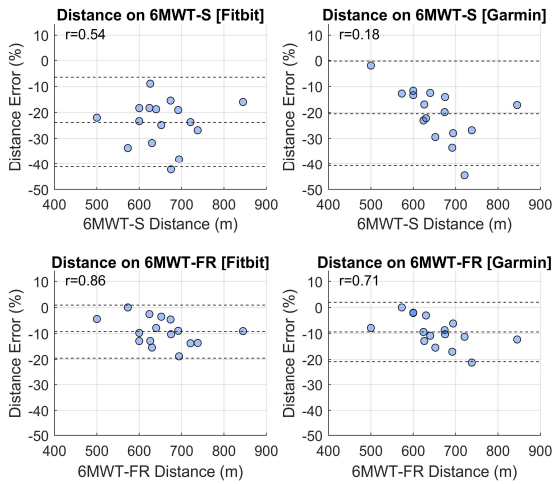 Distance on 6MWT-S [Fitbit]
r=0.54
10
0
-10
-20
-30
-40
-50
Distance Error (%)
400 500 600 700 800 900
6MWT-S Distance (m)
Distance on 6MWT-S [Garmin]
r=0.18
10
0
-10
-20
-30
-40
-50
Distance Error (%)
400 500 600 700 800 900
6MWT-S Distance (m)
Distance on 6MWT-FR [Fitbit]
r=0.86
10
0
-10
-20
-30
-40
-50
Distance Error (%)
400 500 600 700 800 900
6MWT-FR Distance (m)
Distance on 6MWT-FR [Garmin]
r=0.71
10
0
-10
-20
-30
-40
-50
Distance Error (%)
400 500 600 700 800 900
6MWT-FR Distance (m)